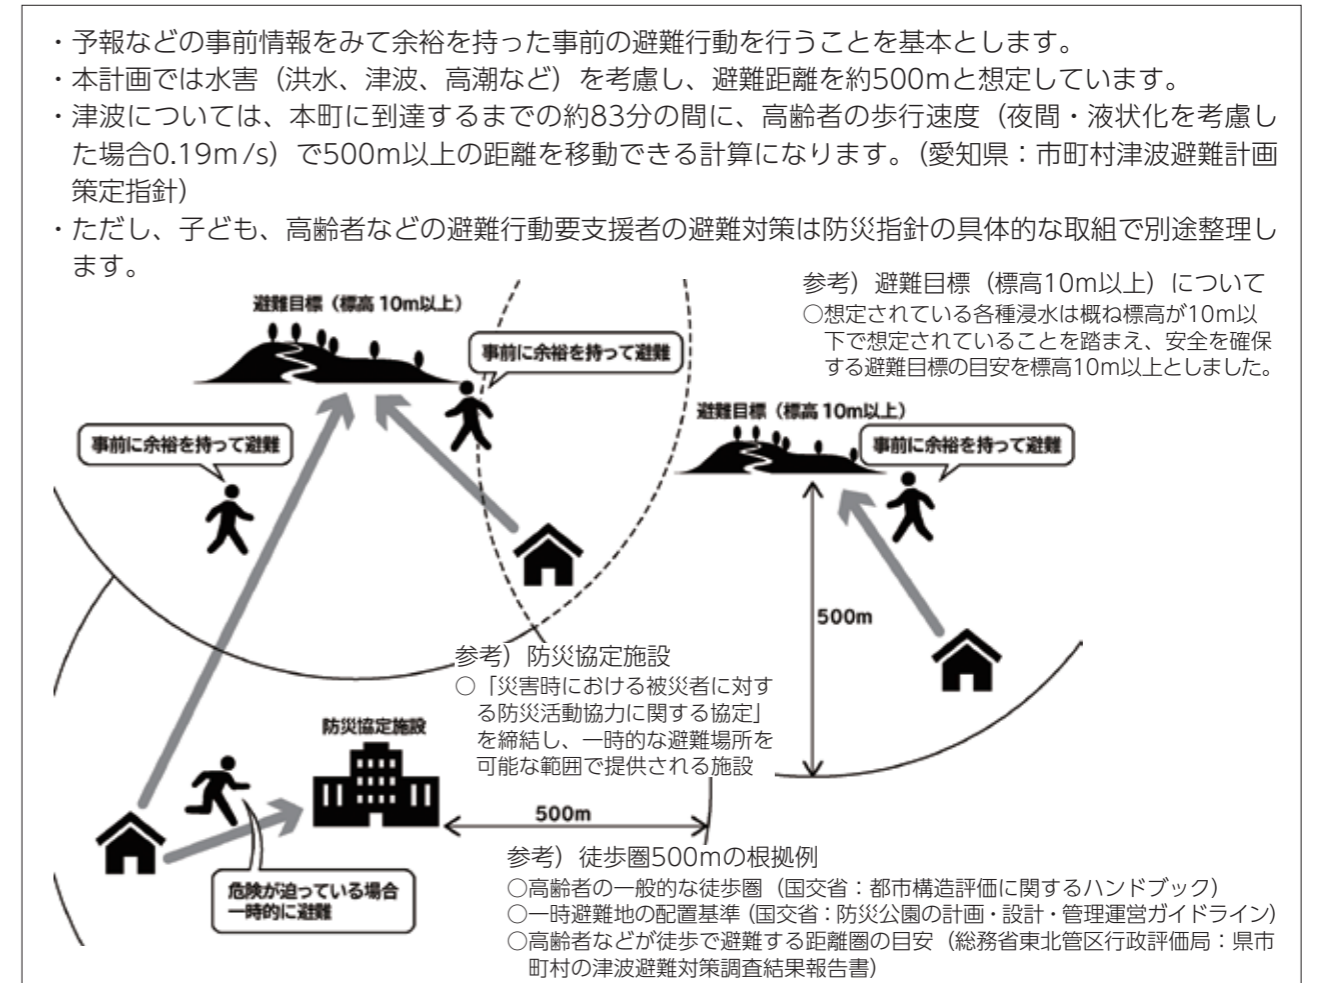 ・予報などの事前情報をみて余裕を持った事前の避難行動を行うことを基本とします。
・本計画では水害（洪水、津波、高潮など）を考慮し、避難距離を約500mと想定しています。
・津波については、本町に到達するまでの約83分の間に、高齢者の歩行速度（夜間・液状化を考慮し
た場合0.19m/s）で500m以上の距離を移動できる計算になります。（愛知県：市町村津波避難計画
策定指針）
・ただし、子ども、高齢者などの避難行動要支援者の避難対策は防災指針の具体的な取組で別途整理し
ます。
参考）避難目標（標高10m以上）について
○想定されている各種浸水は概ね標高が10m以
下で想定されていることを踏まえ、安全を確保
する避難目標の目安を標高10m以上としました。
避難目標（標高 10m以上）
事前に余裕を持って避難
事前に余裕を持って避難
避難目標（標高 10m以上）
事前に余裕を持って避難
500m
参考）防災協定施設
○「災害時における被災者に対す
る防災活動協力に関する協定」
を締結し、一時的な避難場所を
可能な範囲で提供される施設
防災協定施設
500m
危険が迫っている場合
一時的に避難
参考）徒歩圏500mの根拠例
○高齢者の一般的な徒歩圏（国交省：都市構造評価に関するハンドブック）
○一時避難地の配置基準（国交省：防災公園の計画・設計・管理運営ガイドライン）
○高齢者などが徒歩で避難する距離圏の目安（総務省東北管区行政評価局：県市
町村の津波避難対策調査結果報告書）